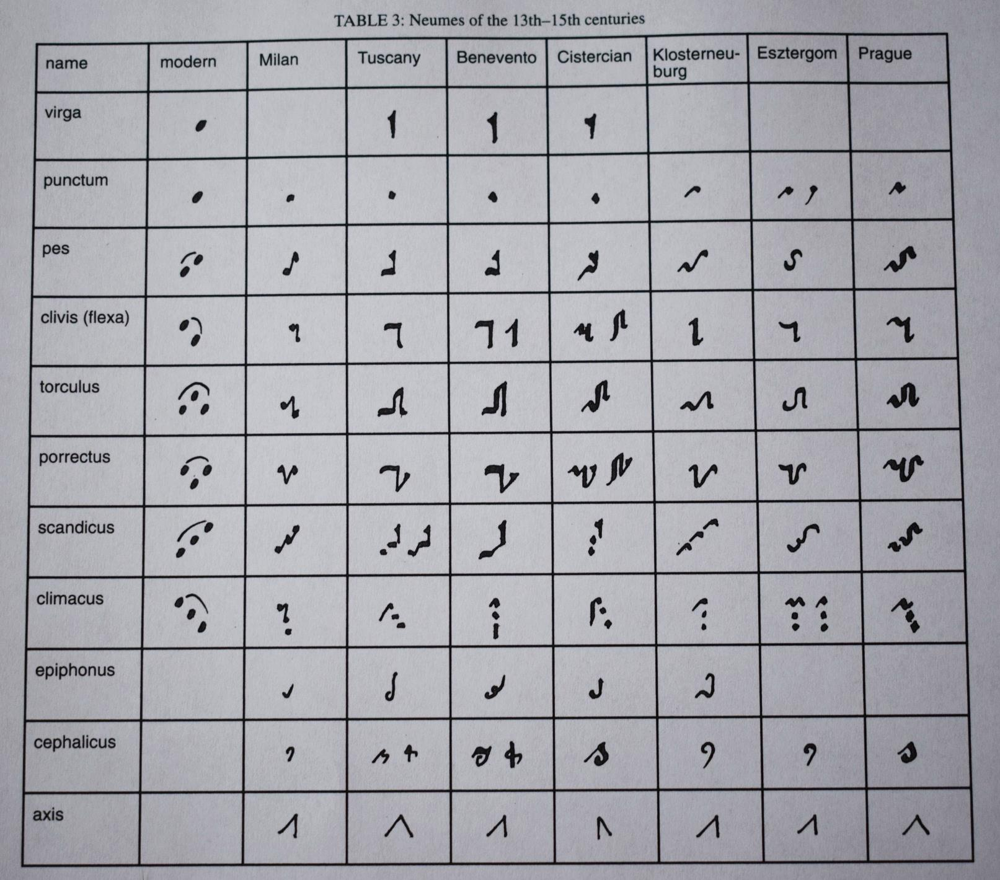 TABLE 3: Neumes of the 13th–15th centuries
name modern Milan Tuscany Benevento Cistercian Klosterneu- Esztergom Prague
burg
virga
punctum
pes
clivis (flexa)
torculus
porrectus
scandicus
climacus
epiphonus
cephalicus
axis